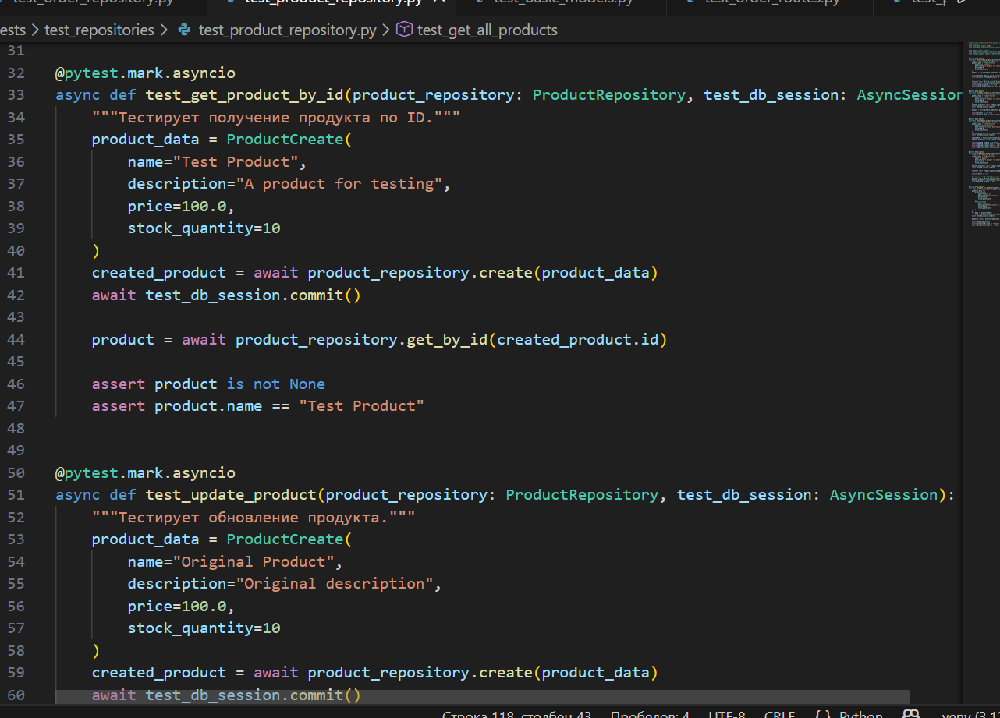 test_order_repository.py test_product_repository.py test_basic_models.py test_order_routes.py
ests > test_repositories > test_product_repository.py > test_get_all_products
31
32 @pytest.mark.asyncio
33 async def test_get_product_by_id(product_repository: ProductRepository, test_db_session: AsyncSession
34 """Тестирует получение продукта по ID."""
35 product_data = ProductCreate(
36 name="Test Product",
37 description="A product for testing",
38 price=100.0,
39 stock_quantity=10
40 )
41 created_product = await product_repository.create(product_data)
42 await test_db_session.commit()
43
44 product = await product_repository.get_by_id(created_product.id)
45
46 assert product is not None
47 assert product.name == "Test Product"
48
49
50 @pytest.mark.asyncio
51 async def test_update_product(product_repository: ProductRepository, test_db_session: AsyncSession):
52 """Тестирует обновление продукта."""
53 product_data = ProductCreate(
54 name="Original Product",
55 description="Original description",
56 price=100.0,
57 stock_quantity=10
58 )
59 created_product = await product_repository.create(product_data)
60 await test_db_session.commit()
Строка 118, столбец 43 Пробелов: 4 UTF-8 CRLF { } Python venv (3.1